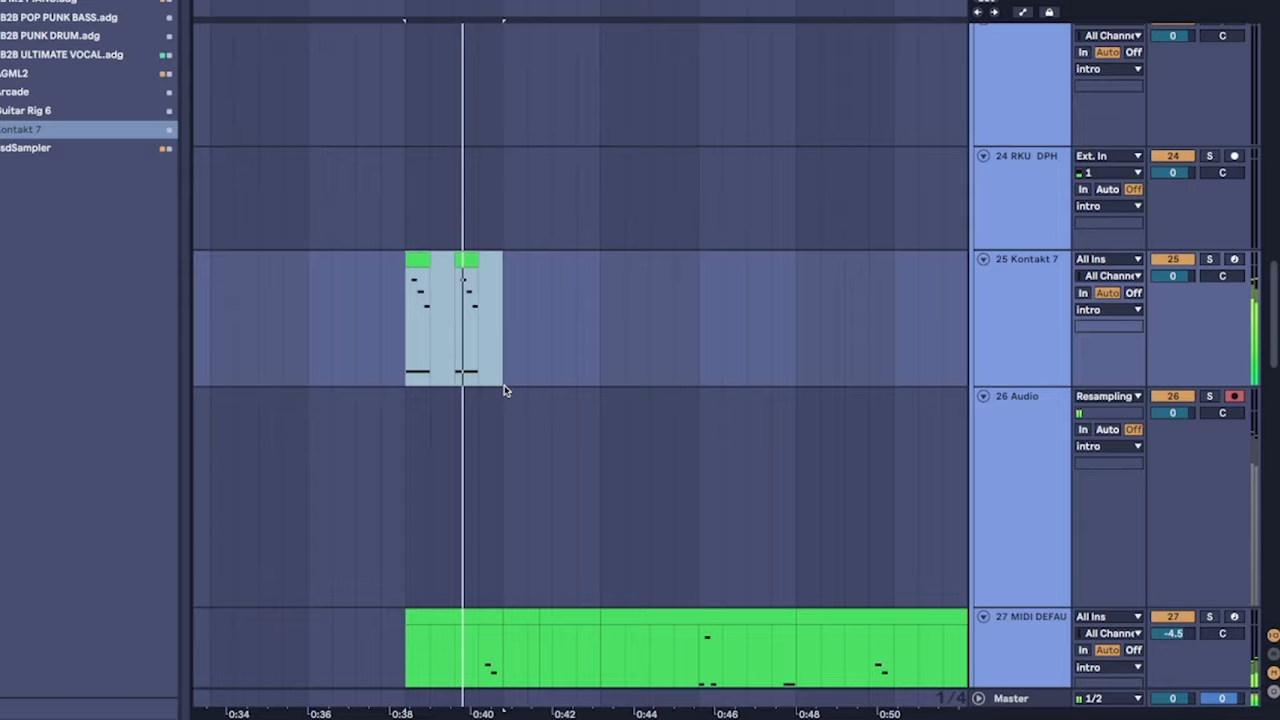 B2B POP PUNK BASS.adg
B2B PUNK DRUM.adg
B2B ULTIMATE VOCAL.adg
AGML2
Arcade
Guitar Rig 6
Kontakt 7
sdSampler
All Channe 0 C
In Auto Off
intro
24 RKU DPH Ext. In 24 S
1 0 C
In Auto Off
intro
25 Kontakt 7 All Ins 25 S
All Channe 0 C
In Auto Off
intro
26 Audio Resampling 26 S
0 C
In Auto Off
intro
27 MIDI DEFAU All Ins 27 S
All Channe -4.5 C
In Auto Off
intro
1/4 Master 1/2 0 0
0:34 0:36 0:38 0:40 0:42 0:44 0:46 0:48 0:50